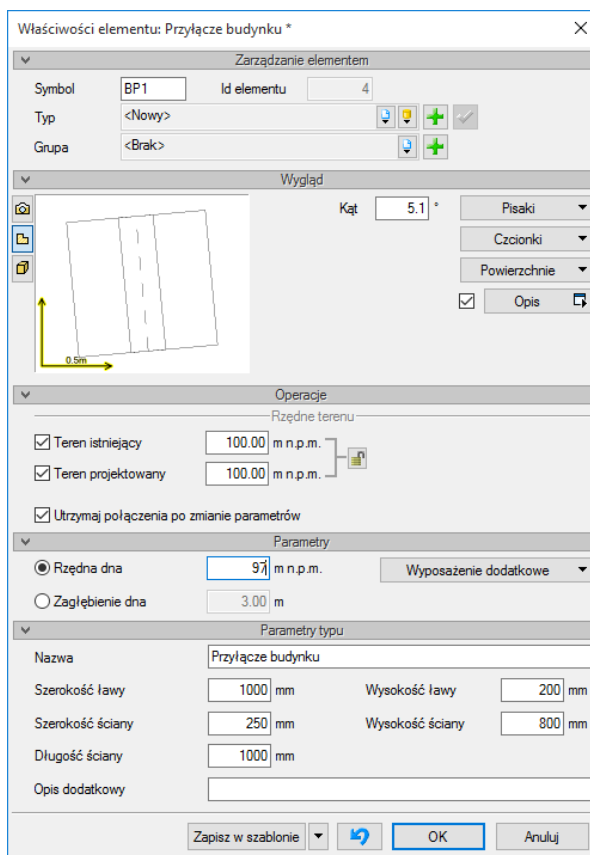 Właściwości elementu: Przyłącze budynku *
Zarządzanie elementem
Symbol BP1 Id elementu 4
Typ <Nowy>
Grupa <Brak>
Wygląd
Kąt 5.1 ° Pisaki
Czcionki
Powierzchnie
Opis
0.5m
Operacje
Rzędne terenu
Teren istniejący 100.00 m n.p.m.
Teren projektowany 100.00 m n.p.m.
Utrzymaj połączenia po zmianie parametrów
Parametry
Rzędna dna 97 m n.p.m. Wyposażenie dodatkowe
Zagłębienie dna 3.00 m
Parametry typu
Nazwa Przyłącze budynku
Szerokość ławy 1000 mm Wysokość ławy 200 mm
Szerokość ściany 250 mm Wysokość ściany 800 mm
Długość ściany 1000 mm
Opis dodatkowy
Zapisz w szablonie OK Anuluj